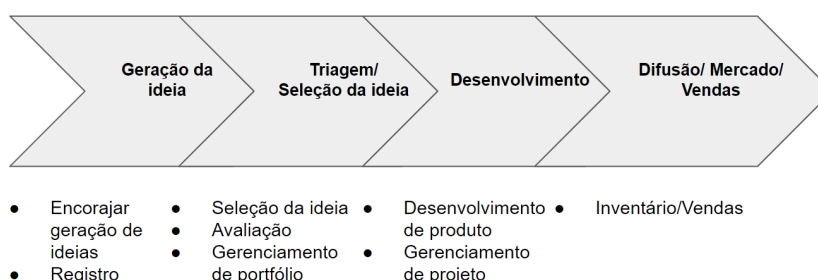 Geração da
ideia
Triagem/
Seleção da ideia
Desenvolvimento
Difusão/ Mercado/
Vendas
● Encorajar
geração de
ideias
● Registro
● Seleção da ideia
● Avaliação
● Gerenciamento
de portfólio
● Desenvolvimento
de produto
● Gerenciamento
de projeto
● Inventário/Vendas